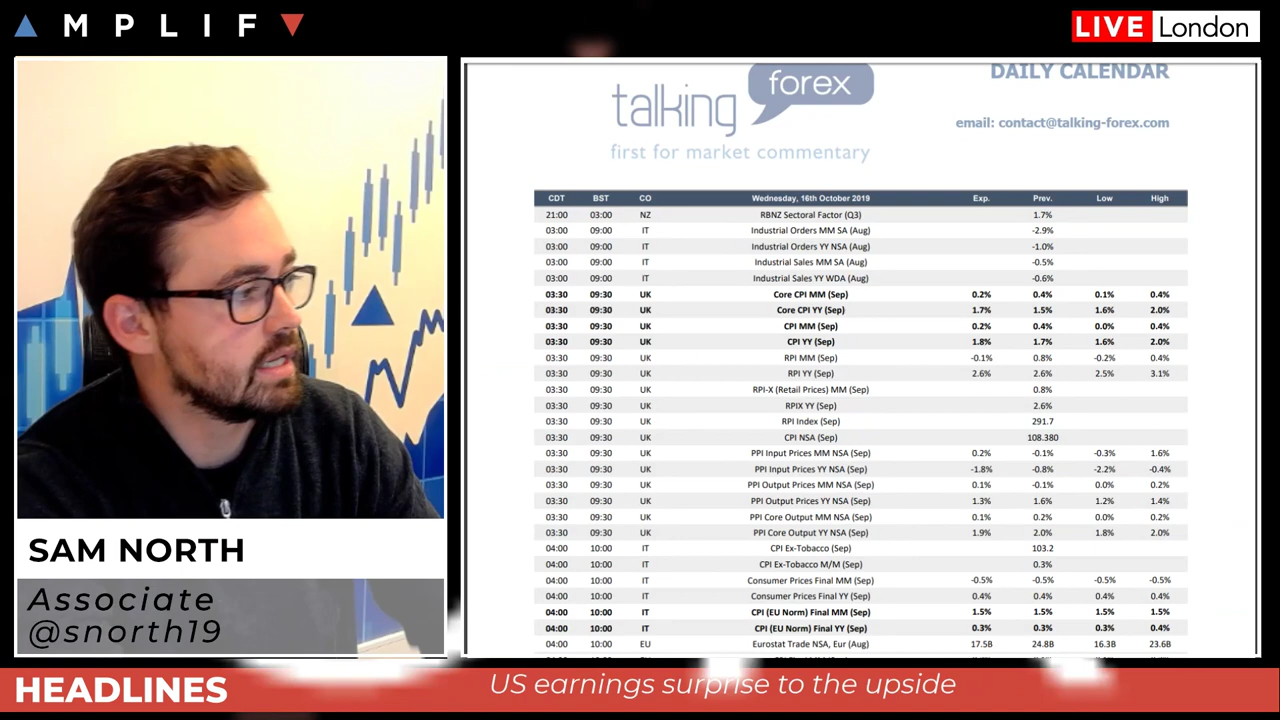 AMPLIFY
LIVE London
DAILY CALENDAR
talking forex
email: contact@talking-forex.com
first for market commentary
CDT BST CO Wednesday, 16th October 2019 Exp. Prev. Low High
21:00 03:00 NZ RBNZ Sectoral Factor (Q3) 1.7%
03:00 09:00 IT Industrial Orders MM SA (Aug) -2.9%
03:00 09:00 IT Industrial Orders YY NSA (Aug) -1.0%
03:00 09:00 IT Industrial Sales MM SA (Aug) -0.5%
03:00 09:00 IT Industrial Sales YY WDA (Aug) -0.6%
03:30 09:30 UK Core CPI MM (Sep) 0.2% 0.4% 0.1% 0.4%
03:30 09:30 UK Core CPI YY (Sep) 1.7% 1.5% 1.6% 2.0%
03:30 09:30 UK CPI MM (Sep) 0.2% 0.4% 0.0% 0.4%
03:30 09:30 UK CPI YY (Sep) 1.8% 1.7% 1.6% 2.0%
03:30 09:30 UK RPI MM (Sep) -0.1% 0.8% -0.2% 0.4%
03:30 09:30 UK RPI YY (Sep) 2.6% 2.6% 2.5% 3.1%
03:30 09:30 UK RPI-X (Retail Prices) MM (Sep) 0.8%
03:30 09:30 UK RPIX YY (Sep) 2.6%
03:30 09:30 UK RPI Index (Sep) 291.7
03:30 09:30 UK CPI NSA (Sep) 108.380
03:30 09:30 UK PPI Input Prices MM NSA (Sep) 0.2% -0.1% -0.3% 1.6%
03:30 09:30 UK PPI Input Prices YY NSA (Sep) -1.8% -0.8% -2.2% -0.4%
03:30 09:30 UK PPI Output Prices MM NSA (Sep) 0.1% -0.1% 0.0% 0.2%
03:30 09:30 UK PPI Output Prices YY NSA (Sep) 1.3% 1.6% 1.2% 1.4%
03:30 09:30 UK PPI Core Output MM NSA (Sep) 0.1% 0.2% 0.0% 0.2%
03:30 09:30 UK PPI Core Output YY NSA (Sep) 1.9% 2.0% 1.8% 2.0%
04:00 10:00 IT CPI Ex-Tobacco (Sep) 103.2
04:00 10:00 IT CPI Ex-Tobacco M/M (Sep) 0.3%
04:00 10:00 IT Consumer Prices Final MM (Sep) -0.5% -0.5% -0.5% -0.5%
04:00 10:00 IT Consumer Prices Final YY (Sep) 0.4% 0.4% 0.4% 0.4%
04:00 10:00 IT CPI (EU Norm) Final MM (Sep) 1.5% 1.5% 1.5% 1.5%
04:00 10:00 IT CPI (EU Norm) Final YY (Sep) 0.3% 0.3% 0.3% 0.4%
04:00 10:00 EU Eurostat Trade NSA, Eur (Aug) 17.5B 24.8B 16.3B 23.6B
SAM NORTH
Associate
@snorth19
HEADLINES
US earnings surprise to the upside